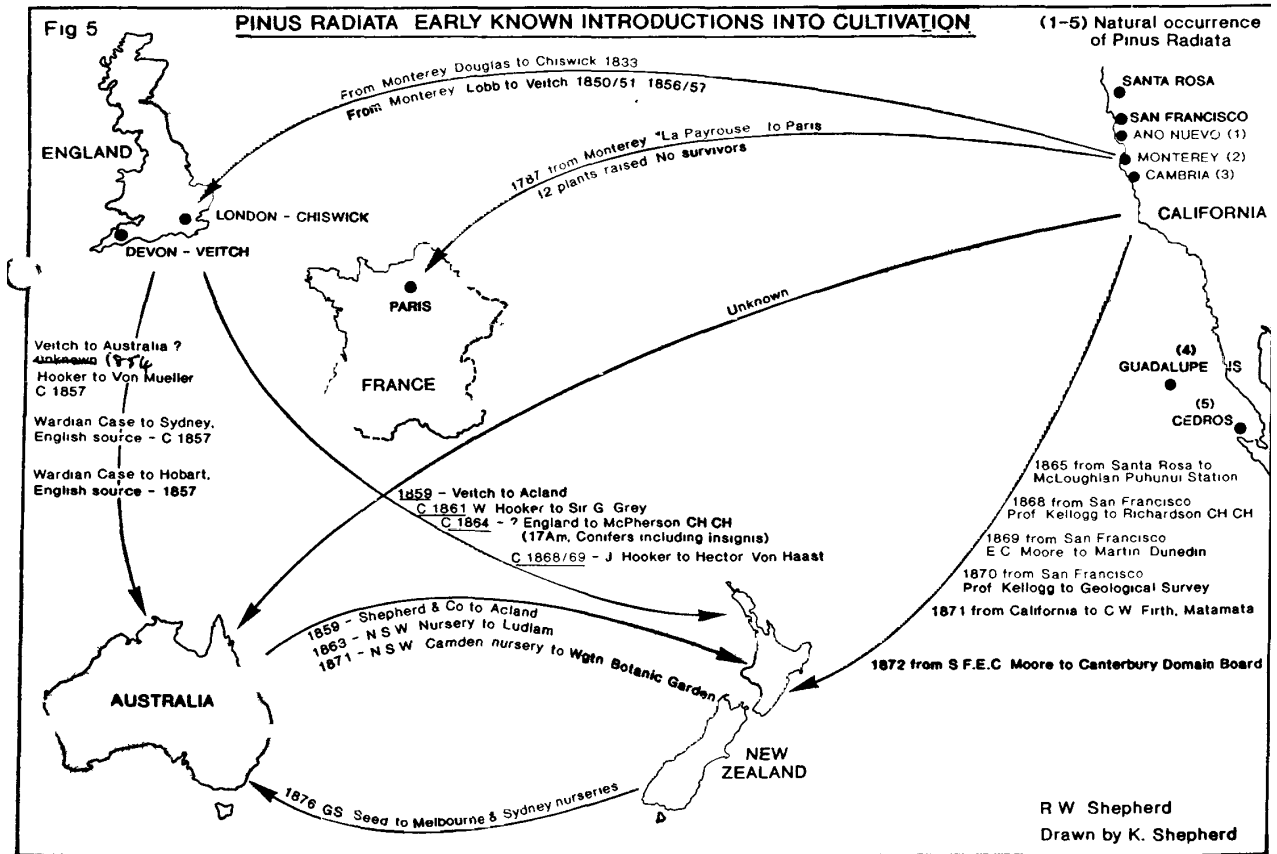 Fig 5
PINUS RADIATA EARLY KNOWN INTRODUCTIONS INTO CULTIVATION
(1-5) Natural occurrence
of Pinus Radiata
From Monterey Douglas to Chiswick 1833
From Monterey Lobb to Veitch 1850/51 1856/57
1787 from Monterey "La Payrouse to Paris
12 plants raised No survivors
SANTA ROSA
SAN FRANCISCO
ANO NUEVO (1)
MONTEREY (2)
CAMBRIA (3)
CALIFORNIA
ENGLAND
LONDON - CHISWICK
DEVON - VEITCH
PARIS
FRANCE
Unknown
(4)
GUADALUPE IS
(5)
CEDROS
Veitch to Australia ?
unknown 1854
Hooker to Von Mueller
C 1857
Wardian Case to Sydney,
English source - C 1857
Wardian Case to Hobart,
English source - 1857
1859 - Veitch to Acland
C 1861 W Hooker to Sir G Grey
C 1864 - ? England to McPherson CH CH
(17Am, Conifers including insignis)
C 1868/69 - J Hooker to Hector Von Haast
1865 from Santa Rosa to
McLoughlan Puhunui Station
1868 from San Francisco
Prof Kellogg to Richardson CH CH
1869 from San Francisco
E C Moore to Martin Dunedin
1870 from San Francisco
Prof Kellogg to Geological Survey
1871 from California to C W Firth, Matamata
1872 from S F.E.C Moore to Canterbury Domain Board
1859 - Shepherd & Co to Acland
1863 - N S W Nursery to Ludlam
1871 - N S W Camden nursery to Wgtn Botanic Garden
AUSTRALIA
NEW
ZEALAND
1876 GS Seed to Melbourne & Sydney nurseries
R W Shepherd
Drawn by K. Shepherd